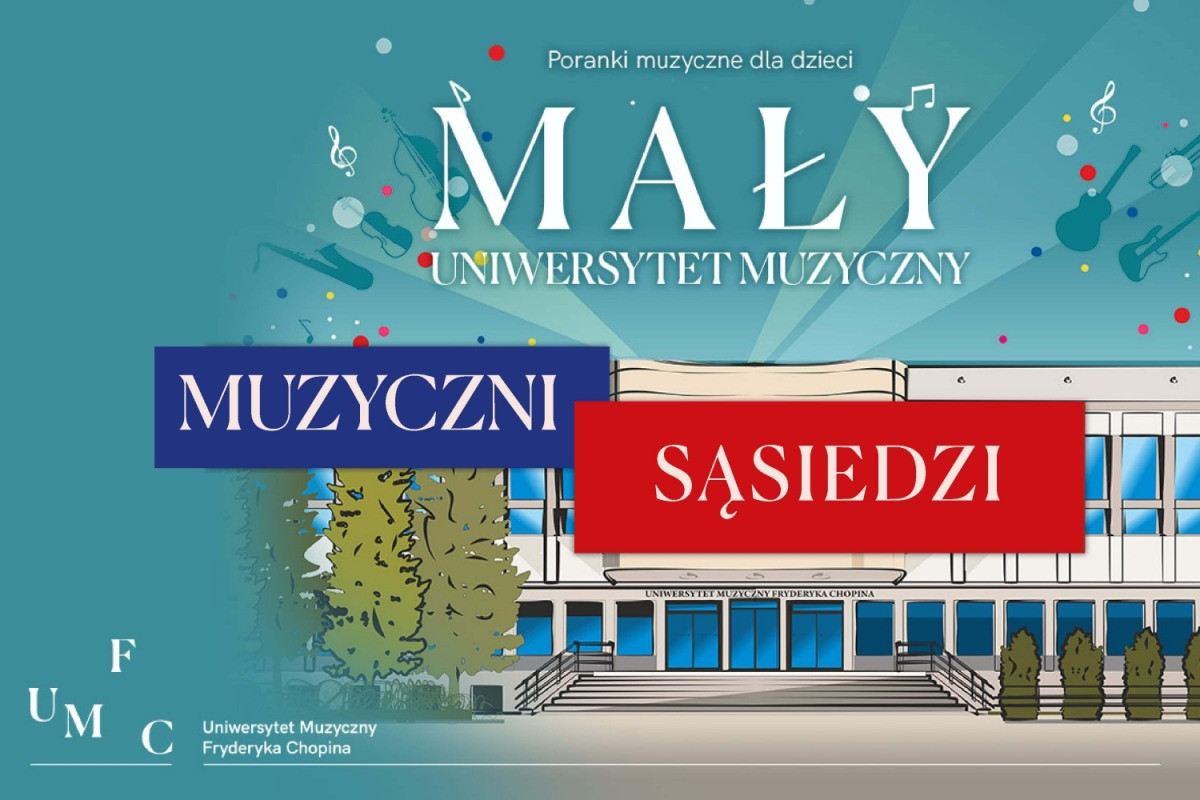 Poranki muzyczne dla dzieci
MAŁY
UNIWERSYTET MUZYCZNY
MUZYCZNI
SĄSIEDZI
UNIWERSYTET MUZYCZNY FRYDERYKA CHOPINA
F
UM
C
Uniwersytet Muzyczny
Fryderyka Chopina